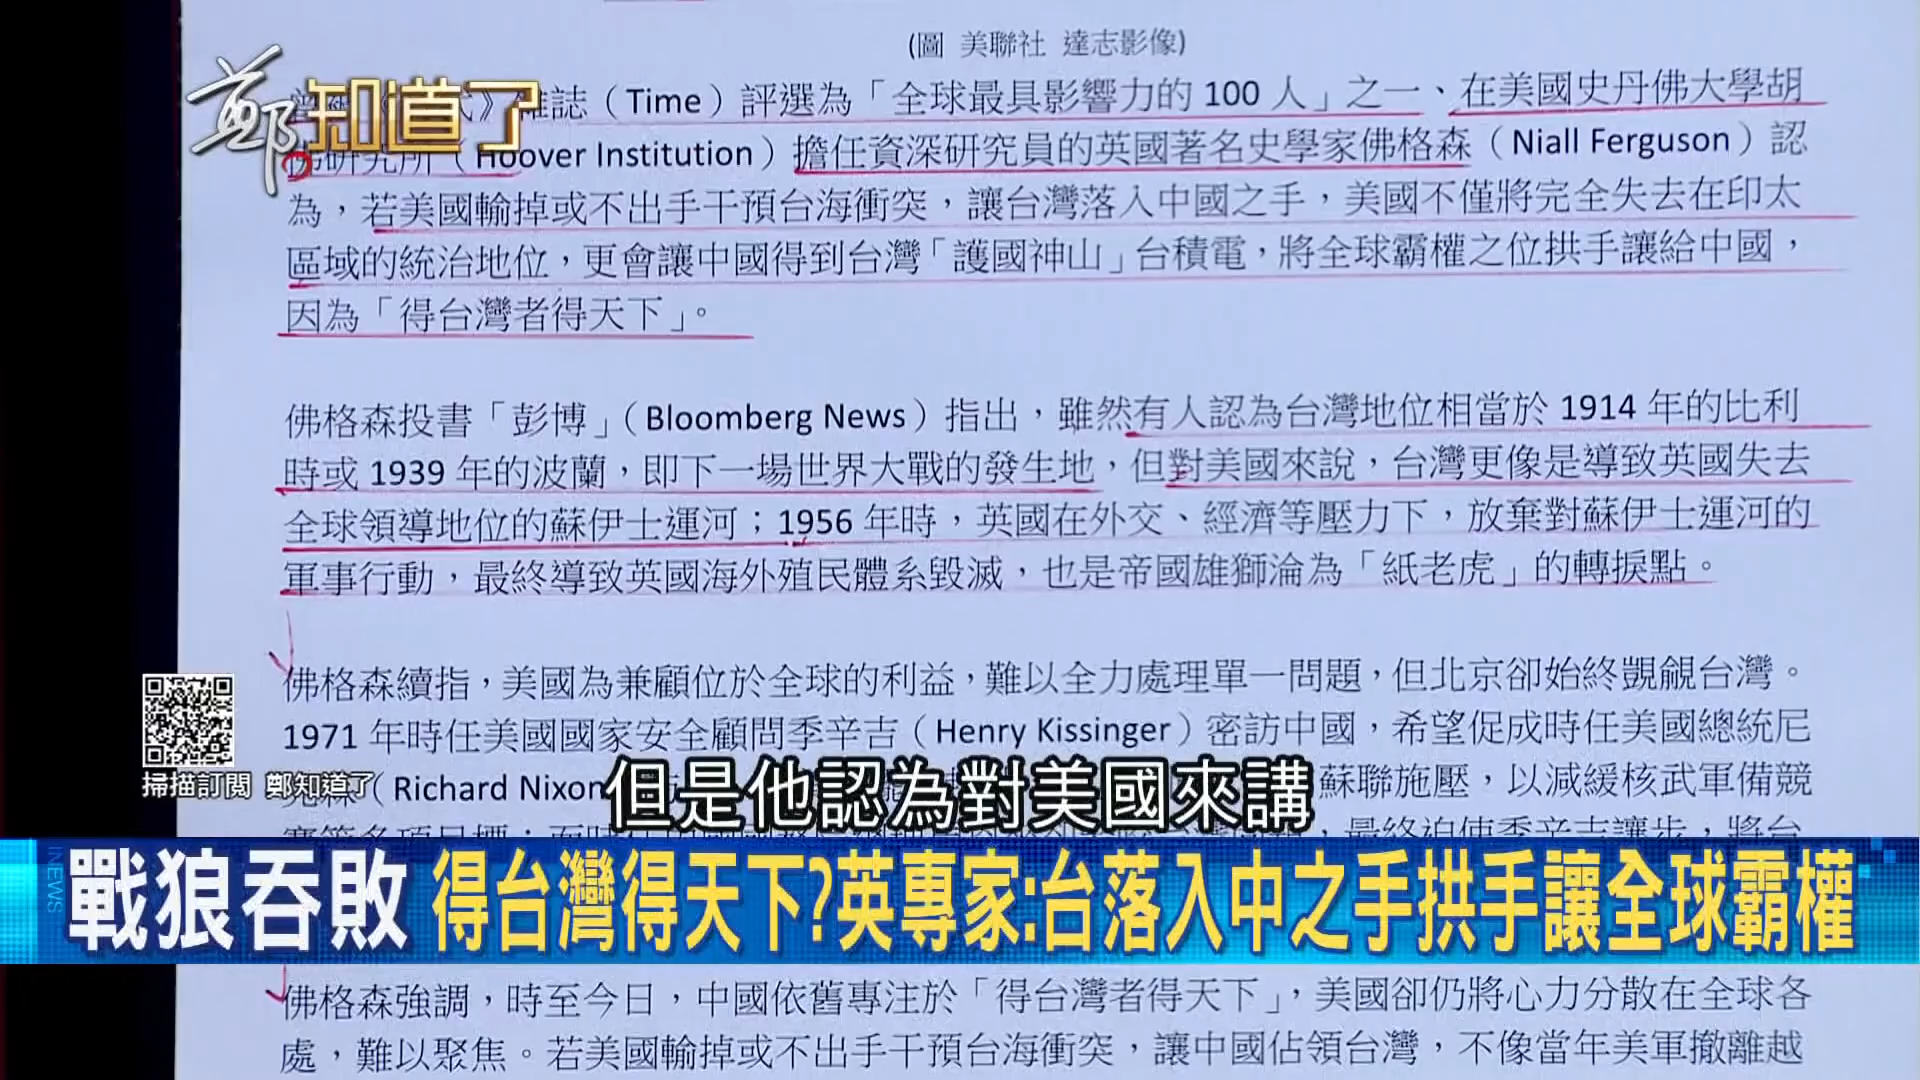 (圖 美聯社 達志影像)
鄭知道了
雜誌（Time）評選為「全球最具影響力的 100 人」之一、在美國史丹佛大學胡
佛研究所（Hoover Institution）擔任資深研究員的英國著名史學家佛格森（Niall Ferguson）認
為，若美國輸掉或不出手干預台海衝突，讓台灣落入中國之手，美國不僅將完全失去在印太
區域的統治地位，更會讓中國得到台灣「護國神山」台積電，將全球霸權之位拱手讓給中國，
因為「得台灣者得天下」。
佛格森投書「彭博」（Bloomberg News）指出，雖然有人認為台灣地位相當於 1914 年的比利
時或 1939 年的波蘭，即下一場世界大戰的發生地，但對美國來說，台灣更像是導致英國失去
全球領導地位的蘇伊士運河；1956 年時，英國在外交、經濟等壓力下，放棄對蘇伊士運河的
軍事行動，最終導致英國海外殖民體系毀滅，也是帝國雄獅淪為「紙老虎」的轉捩點。
佛格森續指，美國為兼顧位於全球的利益，難以全力處理單一問題，但北京卻始終覬覦台灣。
1971 年時任美國國家安全顧問季辛吉（Henry Kissinger）密訪中國，希望促成時任美國總統尼
（Richard Nixon
蘇聯施壓，以減緩核武軍備競
掃描訂閱 鄭知道了
但是他認為對美國來講
，最終迫使季辛吉讓步，將台
NEWS
戰狼吞敗 得台灣得天下?英專家:台落入中之手拱手讓全球霸權
佛格森強調，時至今日，中國依舊專注於「得台灣者得天下」，美國卻仍將心力分散在全球各
處，難以聚焦。若美國輸掉或不出手干預台海衝突，讓中國佔領台灣，不像當年美軍撤離越